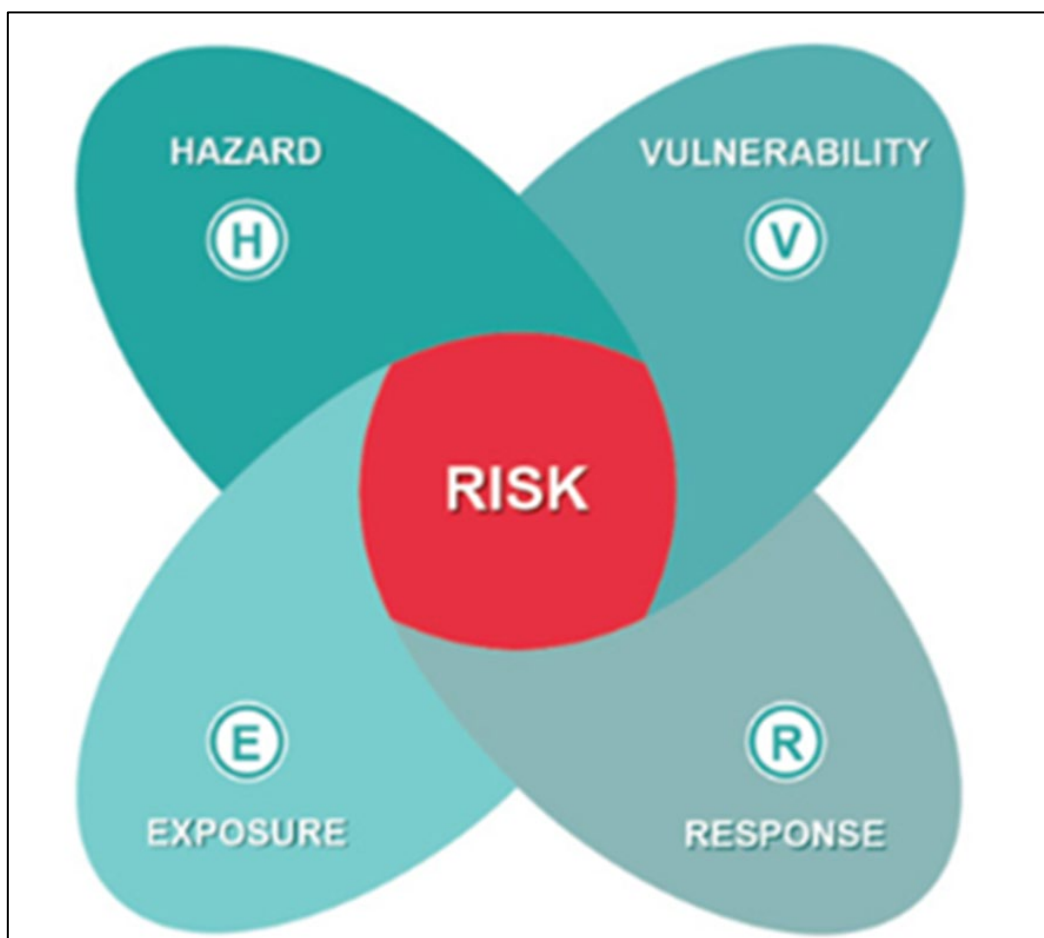 HAZARD
H
VULNERABILITY
V
RISK
E
EXPOSURE
R
RESPONSE